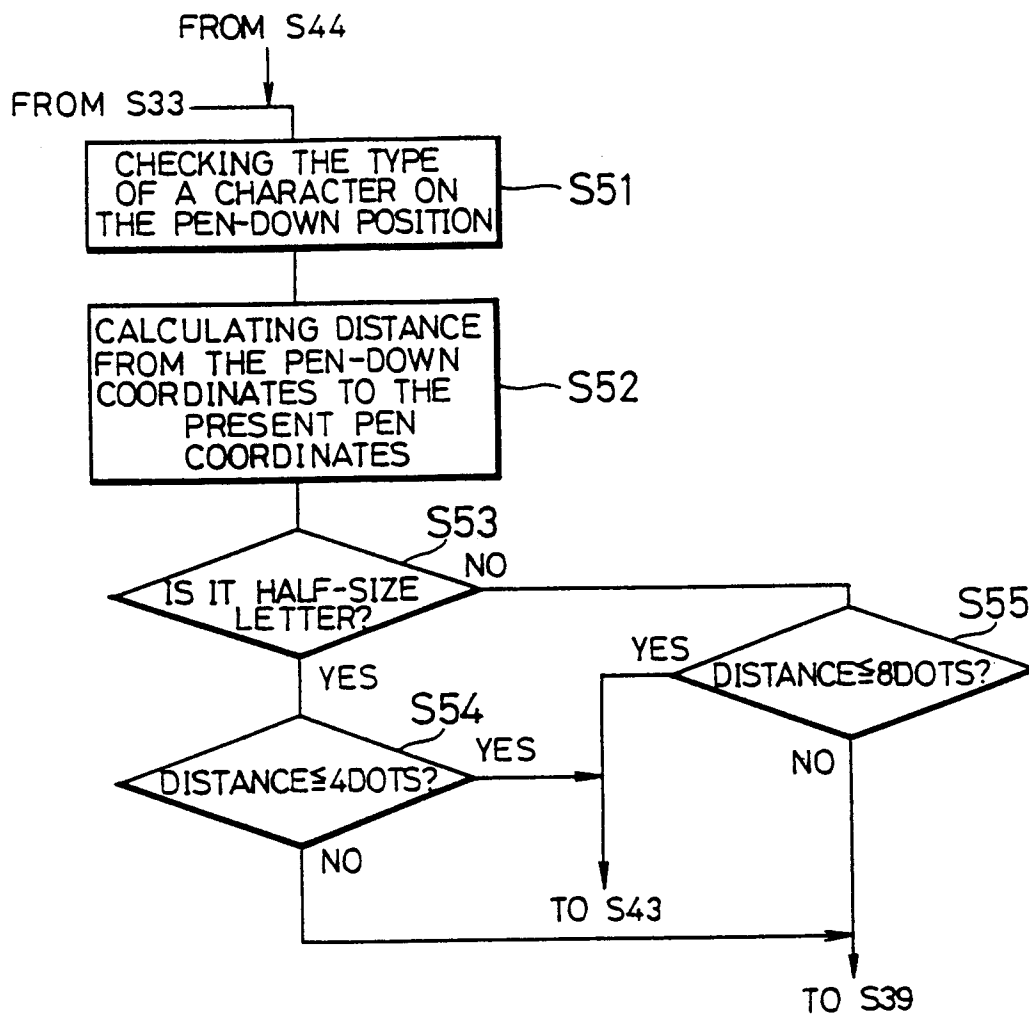 FROM S44
FROM S33
CHECKING THE TYPE
OF A CHARACTER ON
THE PEN-DOWN POSITION
S51
CALCULATING DISTANCE
FROM THE PEN-DOWN
COORDINATES TO THE
PRESENT PEN
COORDINATES
S52
S53
IS IT HALF-SIZE
LETTER?
NO
YES
S55
DISTANCE≦8DOTS?
YES
NO
S54
DISTANCE≦4DOTS?
YES
NO
TO S43
TO S39